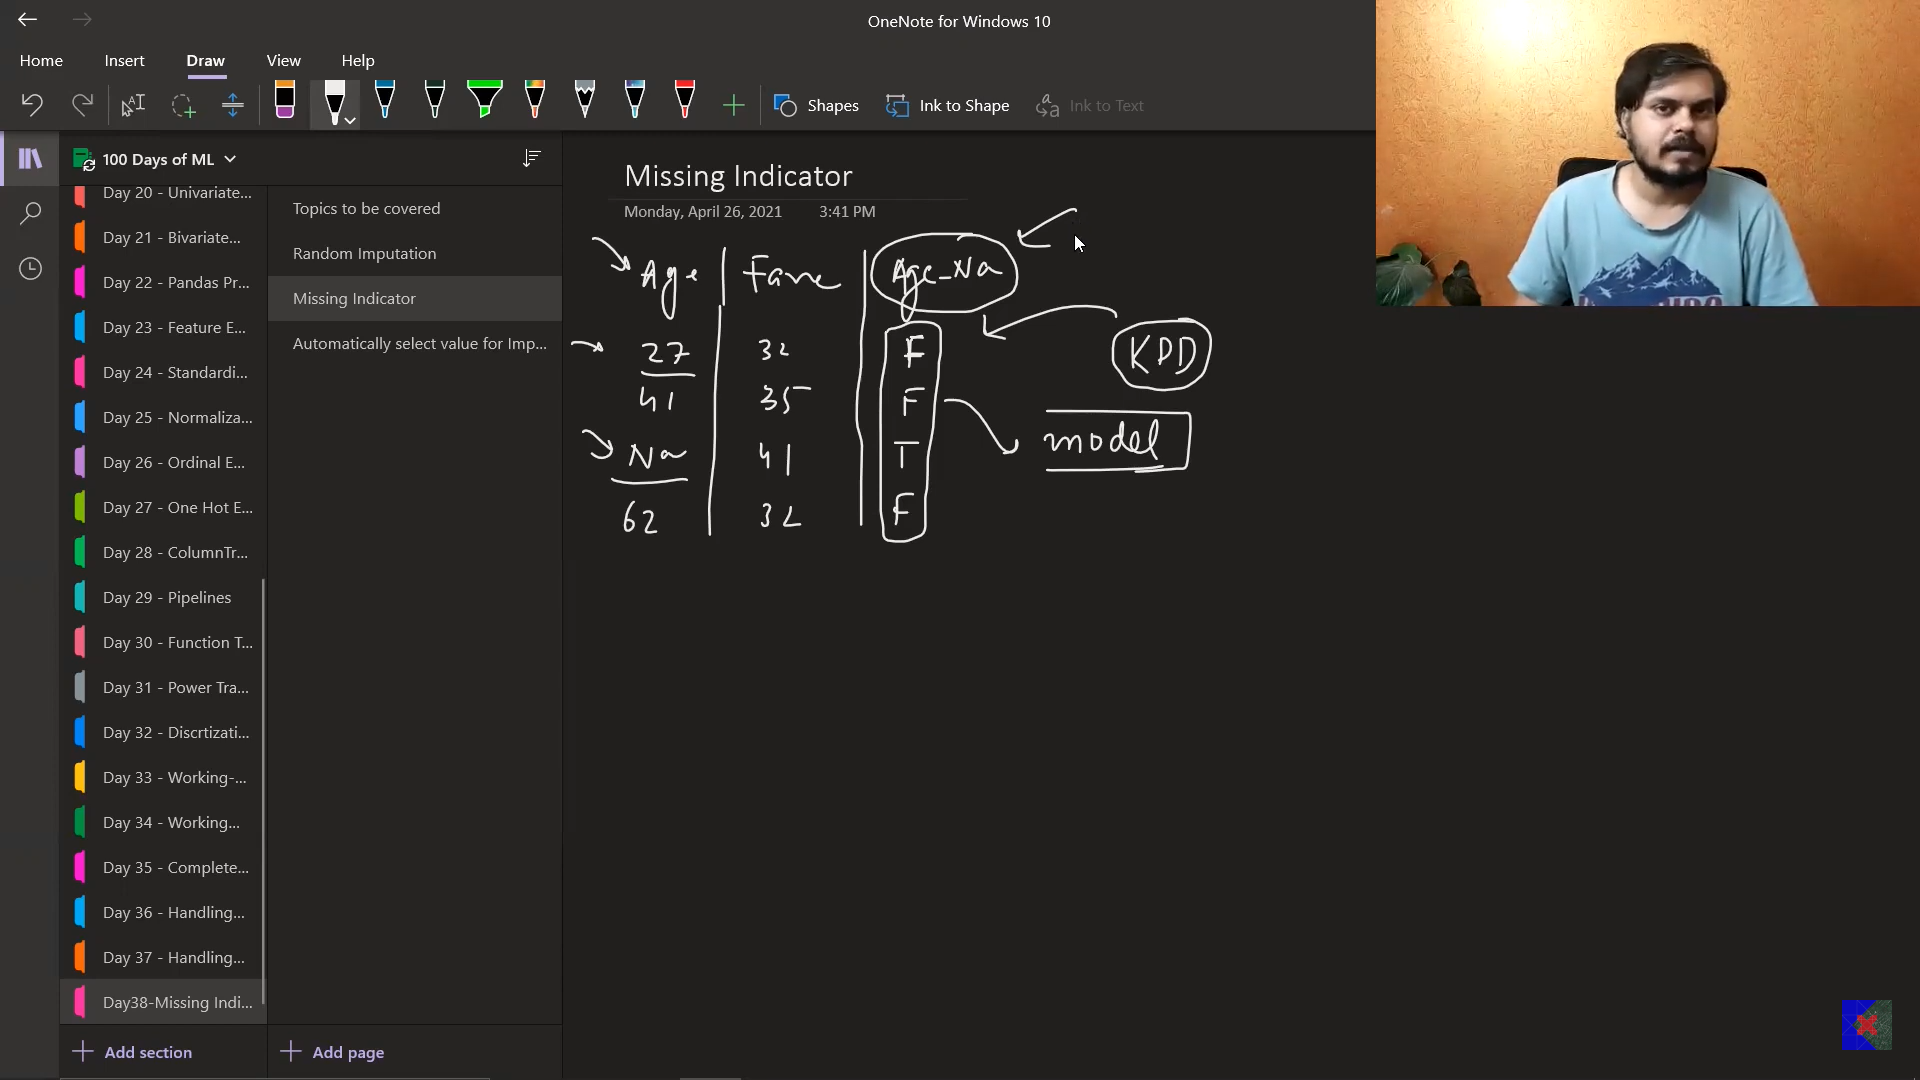 OneNote for Windows 10
Home Insert Draw View Help
Shapes Ink to Shape Ink to Text
100 Days of ML
Day 20 - Univariate...
Day 21 - Bivariate...
Day 22 - Pandas Pr...
Day 23 - Feature E...
Day 24 - Standardi...
Day 25 - Normaliza...
Day 26 - Ordinal E...
Day 27 - One Hot E...
Day 28 - ColumnTr...
Day 29 - Pipelines
Day 30 - Function T...
Day 31 - Power Tra...
Day 32 - Discrtizati...
Day 33 - Working-...
Day 34 - Working...
Day 35 - Complete...
Day 36 - Handling...
Day 37 - Handling...
Day38-Missing Indi...
Add section
Topics to be covered
Random Imputation
Missing Indicator
Automatically select value for Imp...
Add page
Missing Indicator
Monday, April 26, 2021 3:41 PM
Age Fare Age_Na
27 32 F
41 35 F
Na 41 T
62 32 F
KDD
model